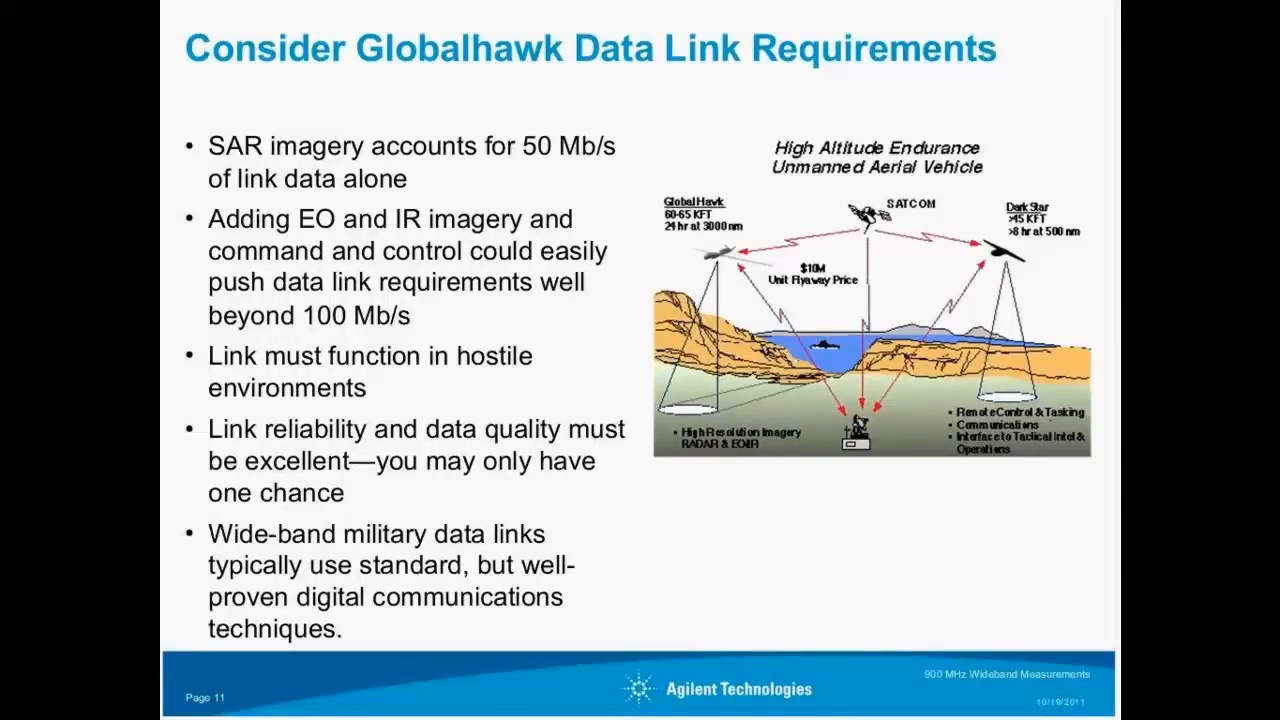 Consider Globalhawk Data Link Requirements
• SAR imagery accounts for 50 Mb/s
of link data alone
• Adding EO and IR imagery and
command and control could easily
push data link requirements well
beyond 100 Mb/s
• Link must function in hostile
environments
• Link reliability and data quality must
be excellent—you may only have
one chance
• Wide-band military data links
typically use standard, but well-
proven digital communications
techniques.
High Altitude Endurance
Unmanned Aerial Vehicle
Global Hawk
60-65 KFT
24 hr at 3000 nm
SATCOM
Dark Star
>45 KFT
>8 hr at 500 nm
$10M
Unit Flyaway Price
• High Resolution Imagery
RADAR & EO/IR
• Remote Control & Tasking
• Communications
• Interface to Tactical Intel &
Operations
Page 11
Agilent Technologies
900 MHz Wideband Measurements
10/19/2011